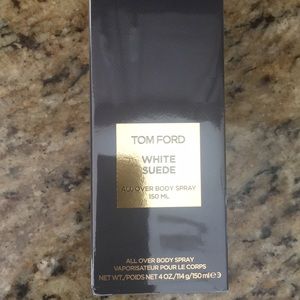 TOM FORD
WHITE
SUEDE
ALL OVER BODY SPRAY
150 ML
ALL OVER BODY SPRAY
VAPORISATEUR POUR LE CORPS
NET WT./POIDS NET 4 OZ./114 g/150 ml ℮ Э